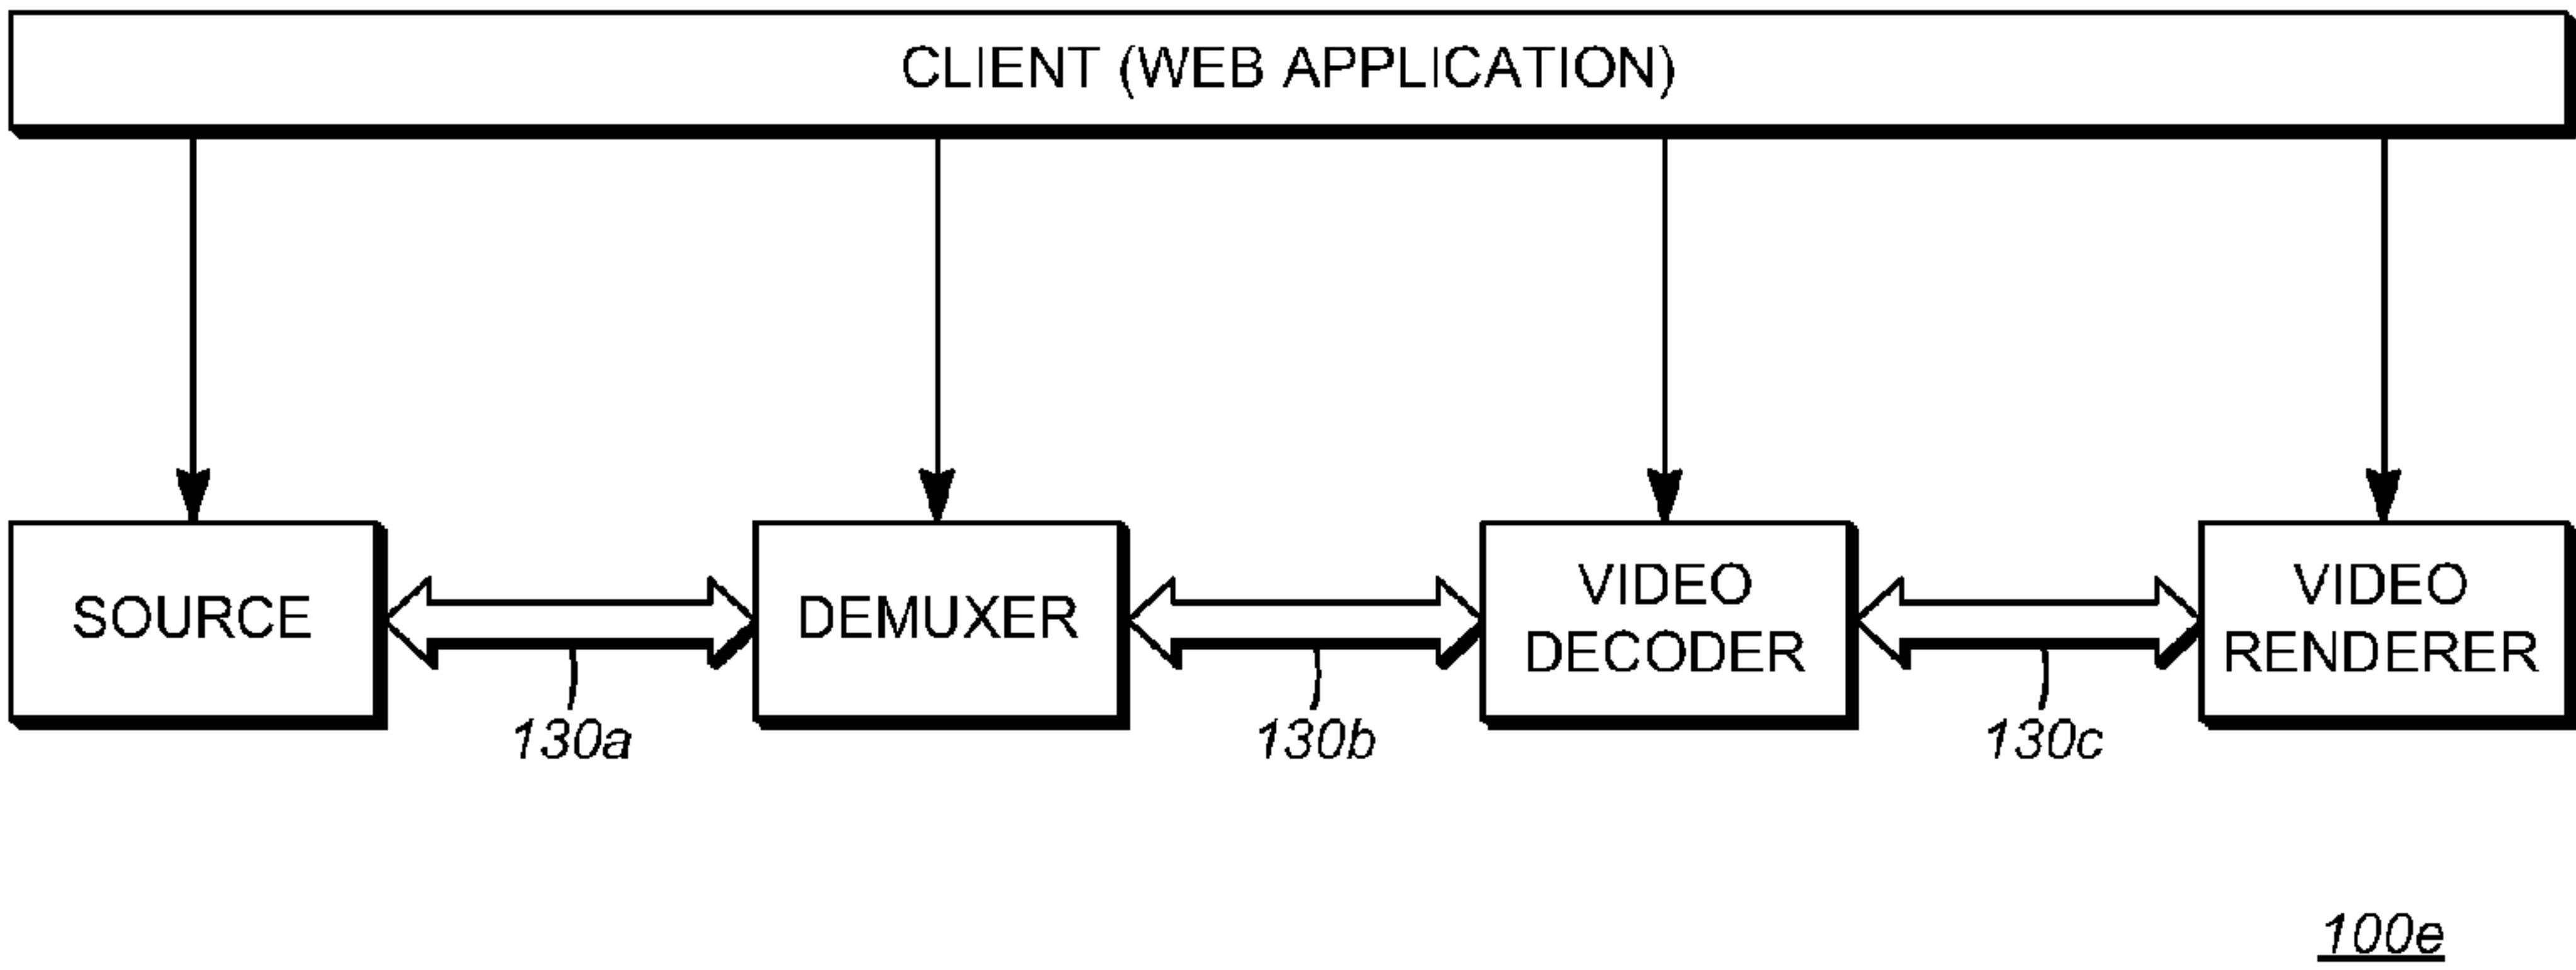 CLIENT (WEB APPLICATION)
SOURCE
DEMUXER
VIDEO
DECODER
VIDEO
RENDERER
130a
130b
130c
100e